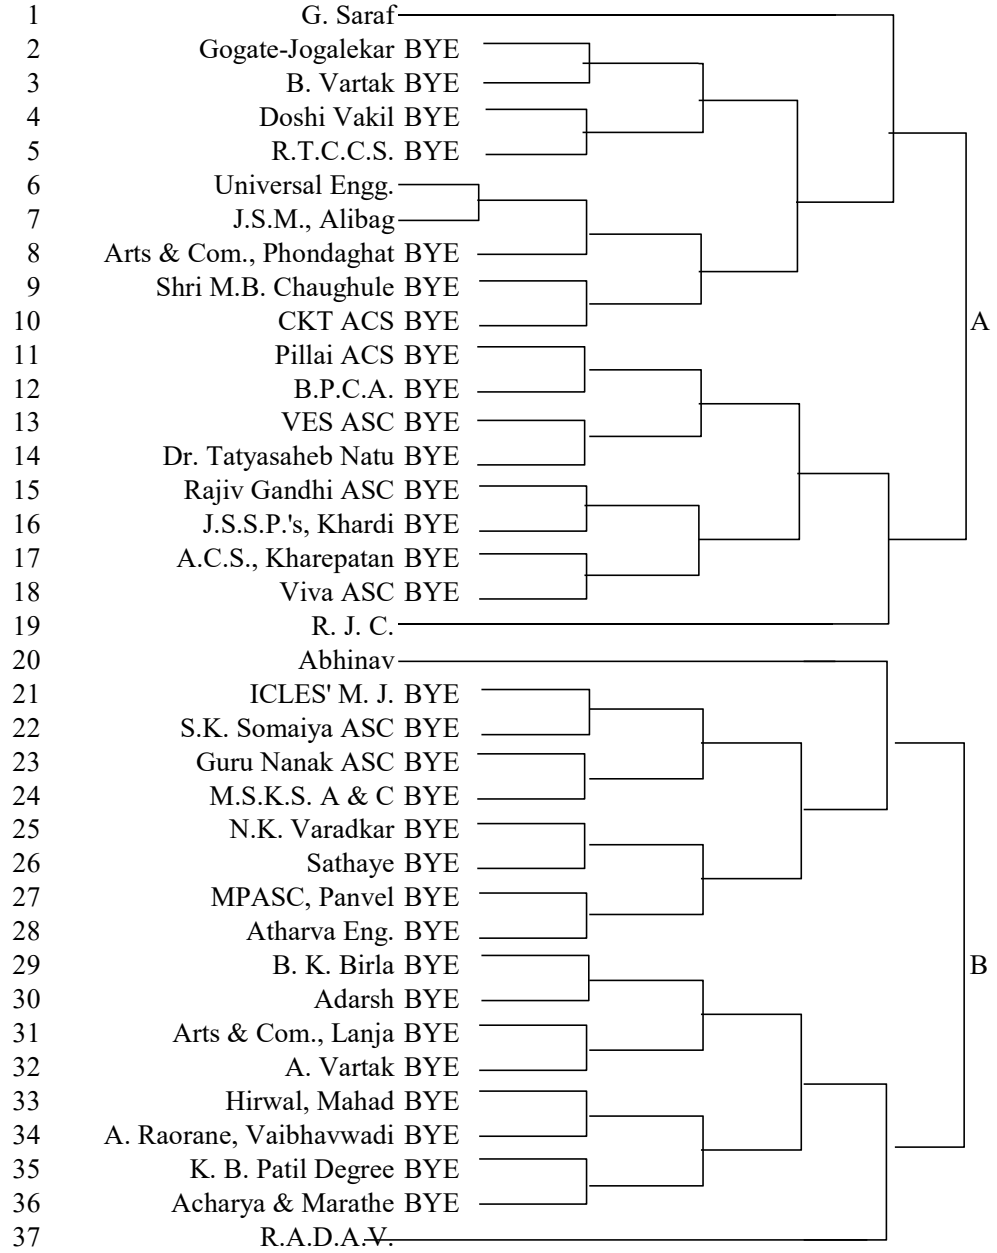 1 G. Saraf
2 Gogate-Jogalekar BYE
3 B. Vartak BYE
4 Doshi Vakil BYE
5 R.T.C.C.S. BYE
6 Universal Engg.
7 J.S.M., Alibag
8 Arts & Com., Phondaghat BYE
9 Shri M.B. Chaughule BYE
10 CKT ACS BYE
A
11 Pillai ACS BYE
12 B.P.C.A. BYE
13 VES ASC BYE
14 Dr. Tatyasaheb Natu BYE
15 Rajiv Gandhi ASC BYE
16 J.S.S.P.'s, Khardi BYE
17 A.C.S., Kharepatan BYE
18 Viva ASC BYE
19 R. J. C.
20 Abhinav
21 ICLES' M. J. BYE
22 S.K. Somaiya ASC BYE
23 Guru Nanak ASC BYE
24 M.S.K.S. A & C BYE
25 N.K. Varadkar BYE
26 Sathaye BYE
27 MPASC, Panvel BYE
28 Atharva Eng. BYE
29 B. K. Birla BYE
B
30 Adarsh BYE
31 Arts & Com., Lanja BYE
32 A. Vartak BYE
33 Hirwal, Mahad BYE
34 A. Raorane, Vaibhavwadi BYE
35 K. B. Patil Degree BYE
36 Acharya & Marathe BYE
37 R.A.D.A.V.